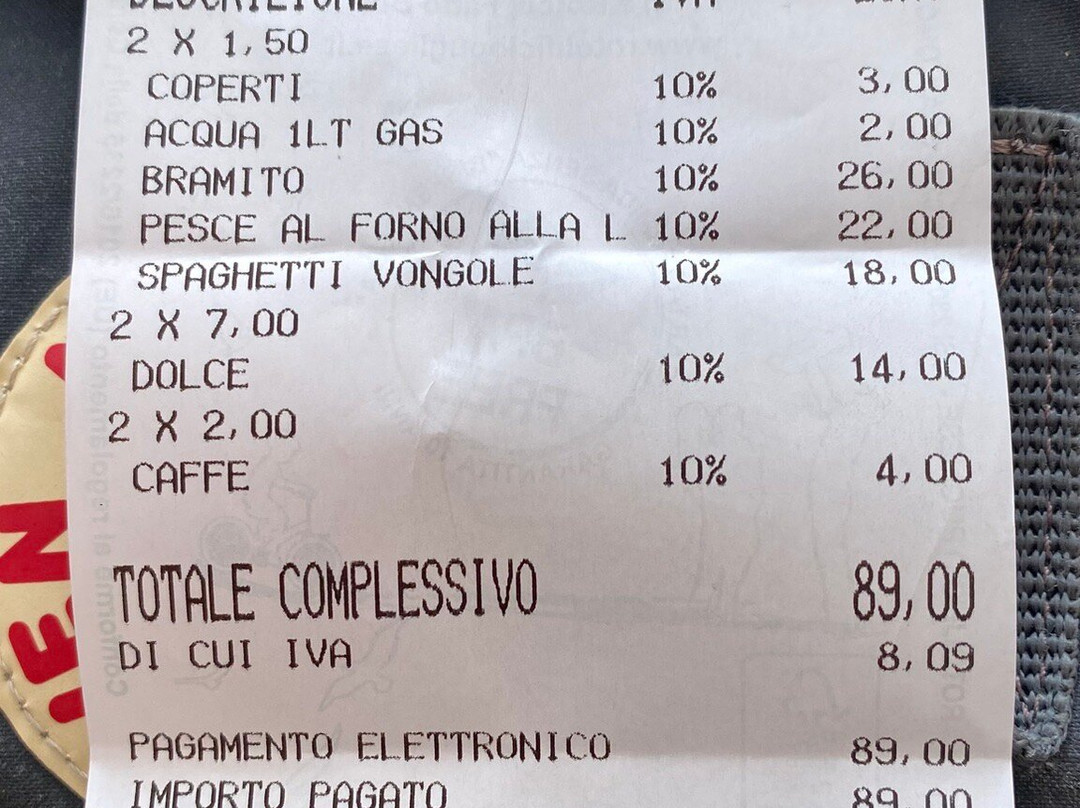 DESCRIZIONE IVA
2 X 1,50
COPERTI 10% 3,00
ACQUA 1LT GAS 10% 2,00
BRAMITO 10% 26,00
PESCE AL FORNO ALLA L 10% 22,00
SPAGHETTI VONGOLE 10% 18,00
2 X 7,00
DOLCE 10% 14,00
2 X 2,00
CAFFE 10% 4,00
TOTALE COMPLESSIVO 89,00
DI CUI IVA 8,09
PAGAMENTO ELETTRONICO 89,00
IMPORTO PAGATO 89,00